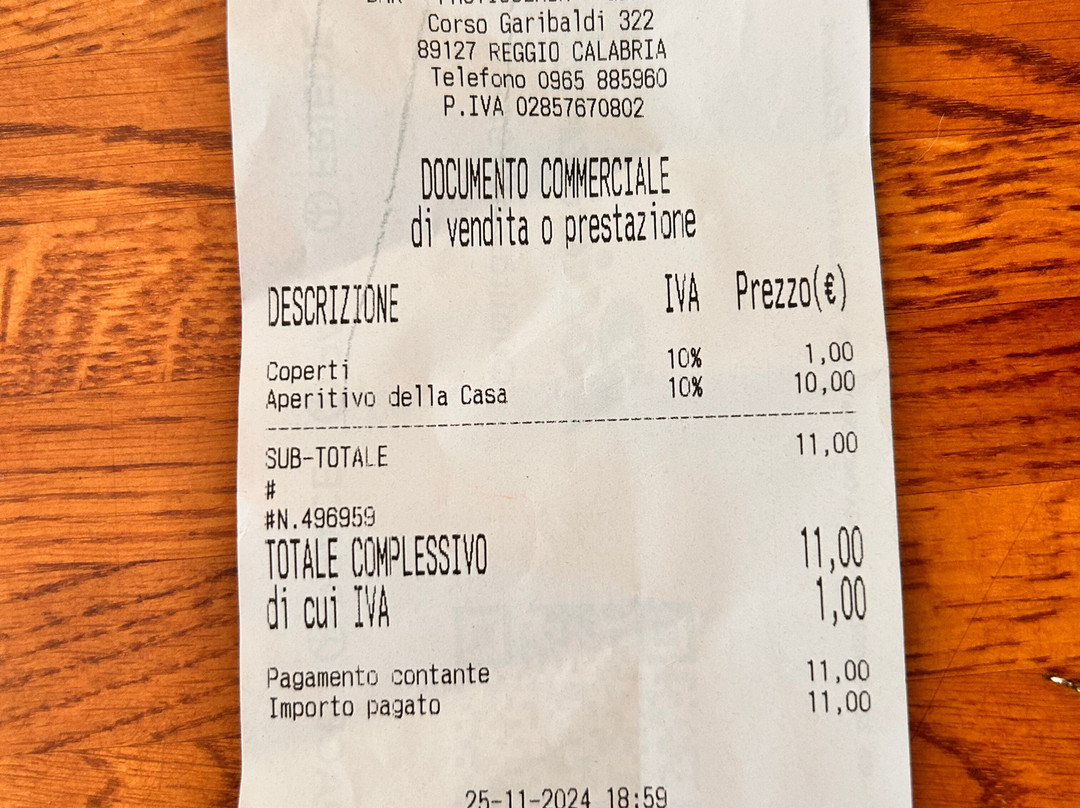 Corso Garibaldi 322
89127 REGGIO CALABRIA
Telefono 0965 885960
P.IVA 02857670802
DOCUMENTO COMMERCIALE
di vendita o prestazione
DESCRIZIONE IVA Prezzo(€)
Coperti 10% 1,00
Aperitivo della Casa 10% 10,00
SUB-TOTALE 11,00
#
#N.496959
TOTALE COMPLESSIVO 11,00
di cui IVA 1,00
Pagamento contante 11,00
Importo pagato 11,00
25-11-2024 18:59